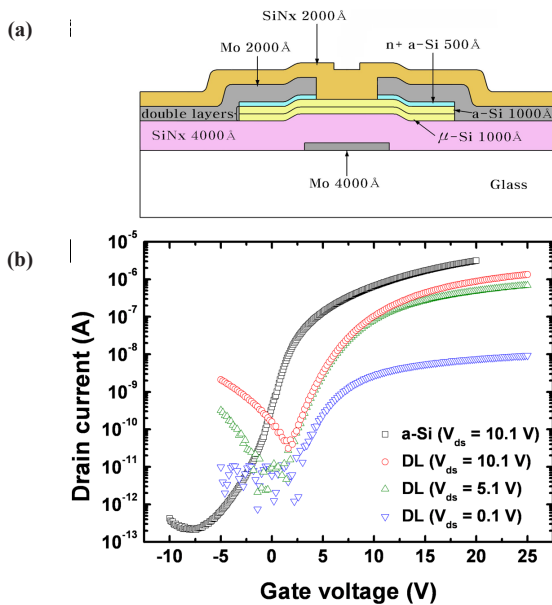 (a)
SiNx 2000Å
Mo 2000Å
n+ a-Si 500Å
double layers
a-Si 1000Å
SiNx 4000Å
μ-Si 1000Å
Mo 4000Å
Glass
(b)
Drain current (A)
10⁻⁵
10⁻⁶
10⁻⁷
10⁻⁸
10⁻⁹
10⁻¹⁰
10⁻¹¹
10⁻¹²
10⁻¹³
a-Si (Vds = 10.1 V)
DL (Vds = 10.1 V)
DL (Vds = 5.1 V)
DL (Vds = 0.1 V)
-10 -5 0 5 10 15 20 25
Gate voltage (V)